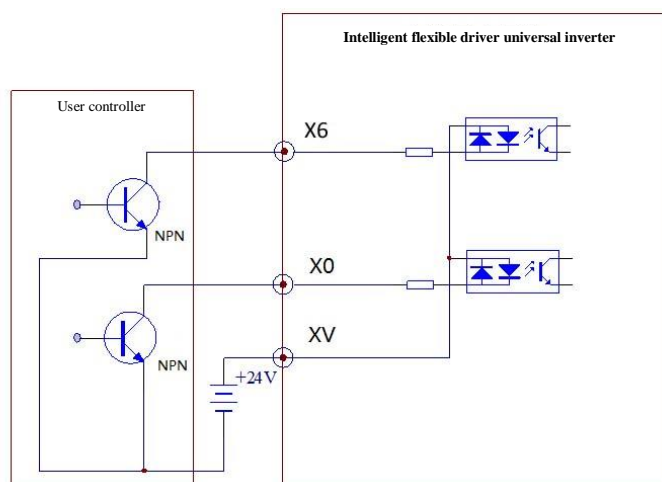 Intelligent flexible driver universal inverter
User controller
X6
NPN
X0
NPN
XV
+24V